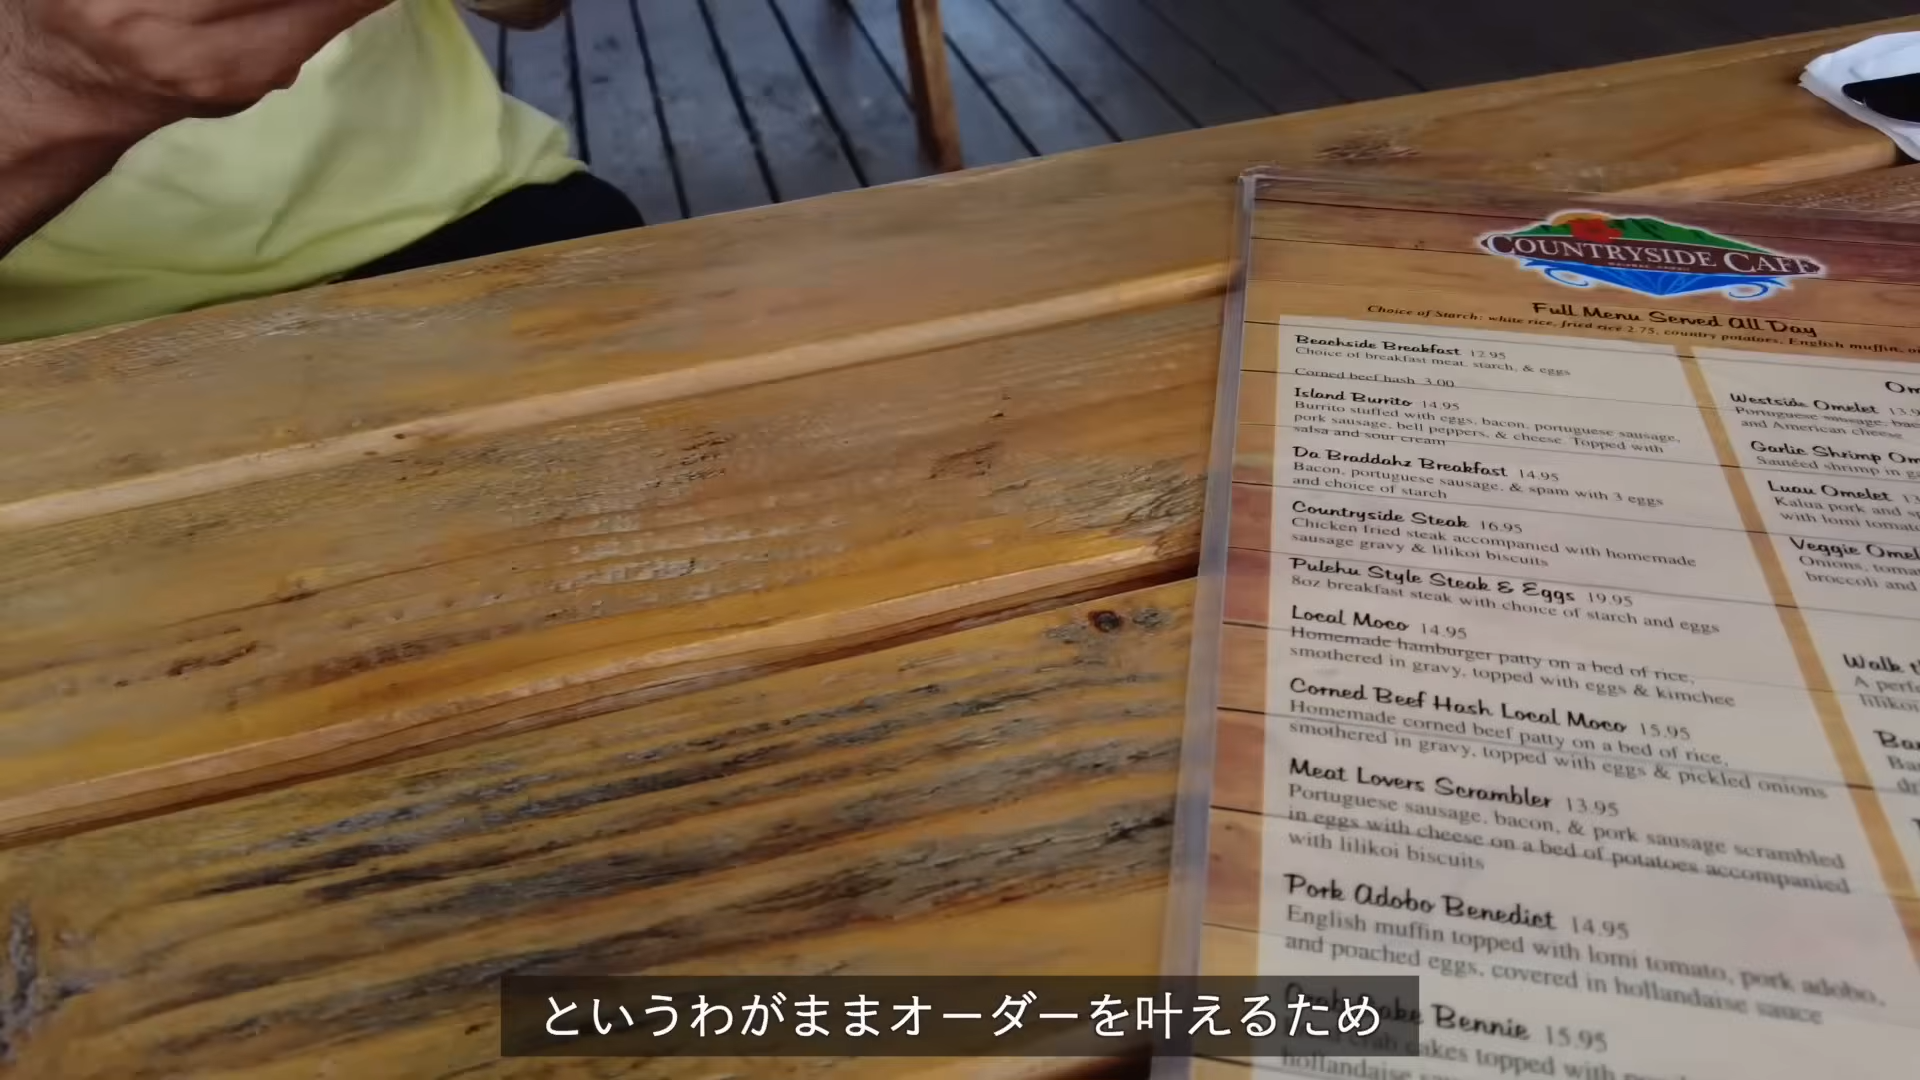 COUNTRYSIDE CAFE
Full Menu Served All Day
Choice of Starch: white rice, fried rice 2.75, country potatoes, English muffin,
Beachside Breakfast 12.95
Choice of breakfast meat, starch, & eggs
Corned beef hash 3.00
Island Burrito 14.95
Burrito stuffed with eggs, bacon, portuguese sausage,
pork sausage, bell peppers, & cheese. Topped with
salsa and sour cream
Da Braddahz Breakfast 14.95
Bacon, portuguese sausage, & spam with 3 eggs
and choice of starch
Countryside Steak 16.95
Chicken fried steak accompanied with homemade
sausage gravy & lilikoi biscuits
Pulehu Style Steak & Eggs 19.95
8oz breakfast steak with choice of starch and eggs
Local Moco 14.95
Homemade hamburger patty on a bed of rice,
smothered in gravy, topped with eggs & kimchee
Corned Beef Hash Local Moco 15.95
Homemade corned beef patty on a bed of rice,
smothered in gravy, topped with eggs & pickled onions
Meat Lovers Scrambler 13.95
Portuguese sausage, bacon, & pork sausage scrambled
in eggs with cheese on a bed of potatoes accompanied
with lilikoi biscuits
Pork Adobo Benedict 14.95
English muffin topped with lomi tomato, pork adobo,
and poached eggs, covered in hollandaise sauce
Bennie 15.95
topped with
hollandaise
Westside Omelet
Portuguese sausage,
and American cheese
Garlic Shrimp
Sautéed shrimp in
Luau Omelet
Kalua pork and
with lomi
Veggie
Onions,
broccoli and
Walk
A
というわがままオーダーを叶えるため